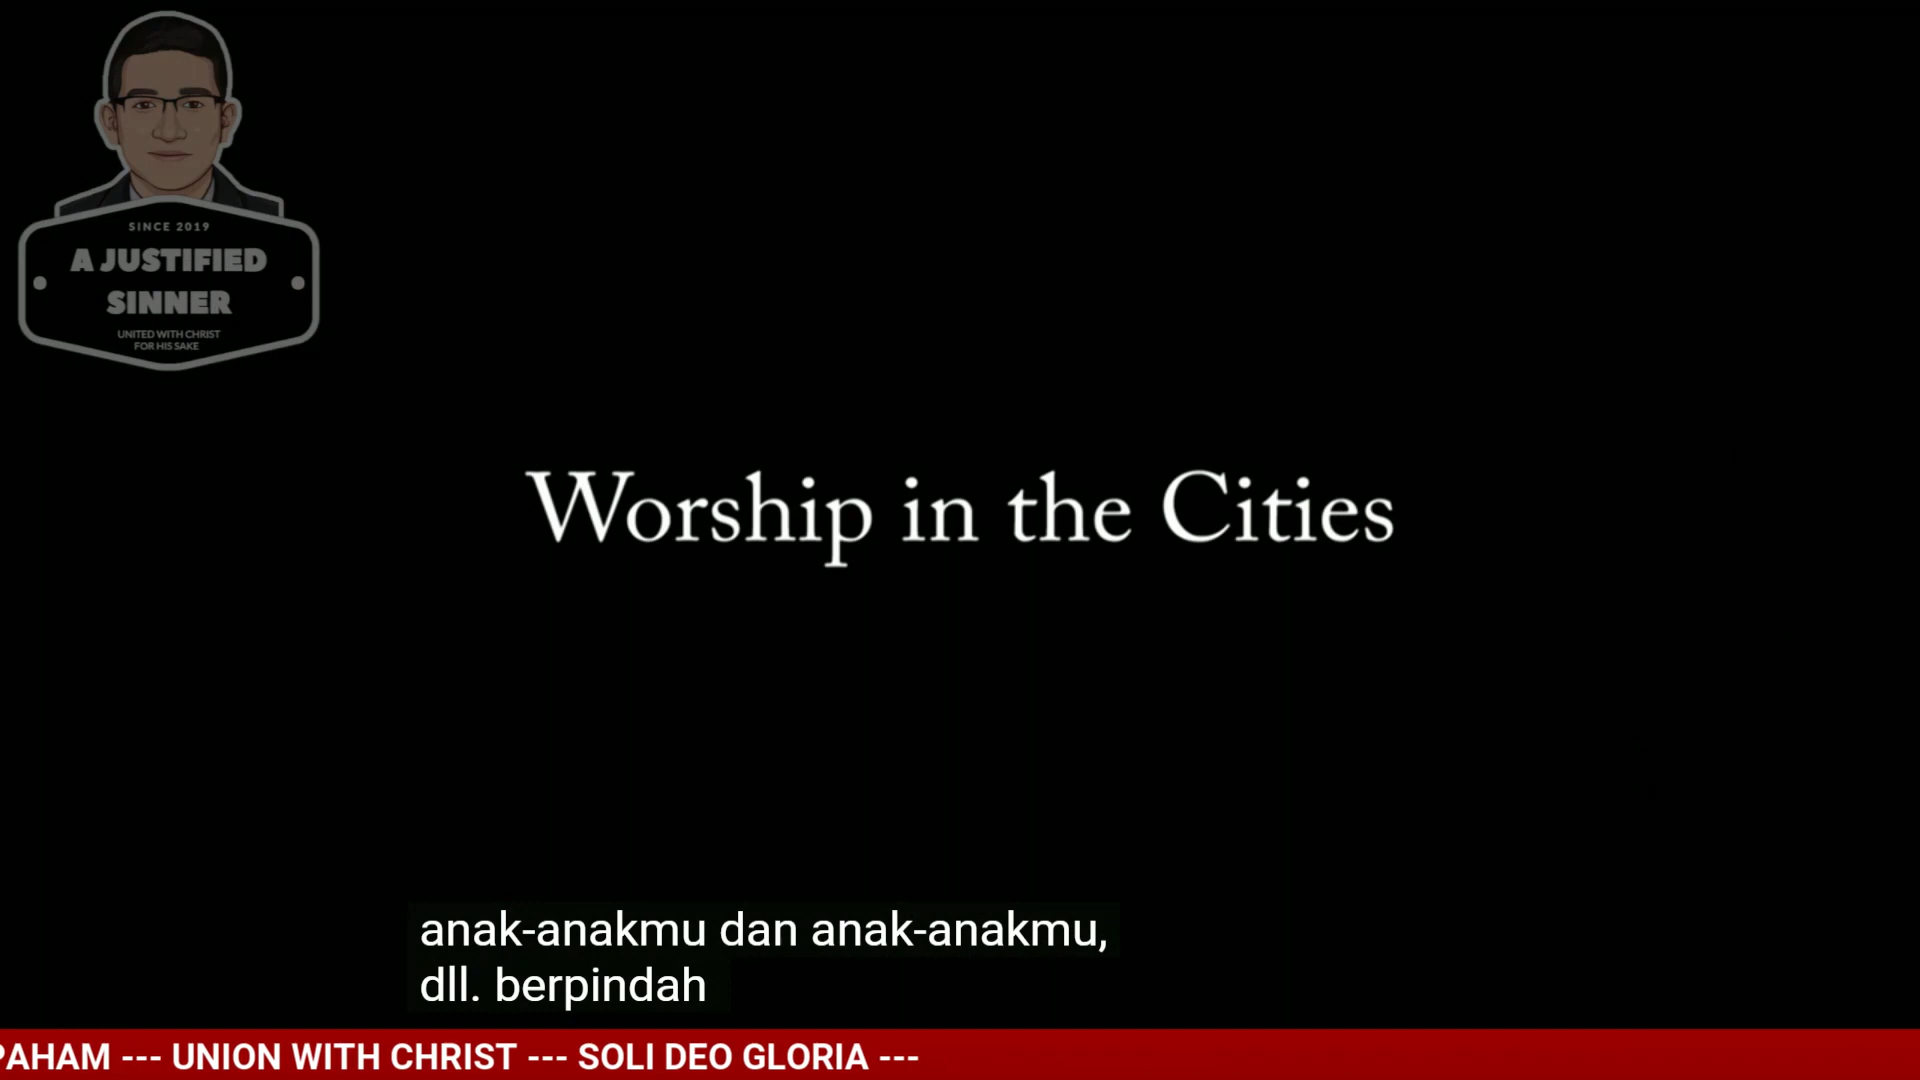 SINCE 2019
A JUSTIFIED
SINNER
UNITED WITH CHRIST
FOR HIS SAKE
Worship in the Cities
anak-anakmu dan anak-anakmu,
dll. berpindah
PAHAM --- UNION WITH CHRIST --- SOLI DEO GLORIA ---